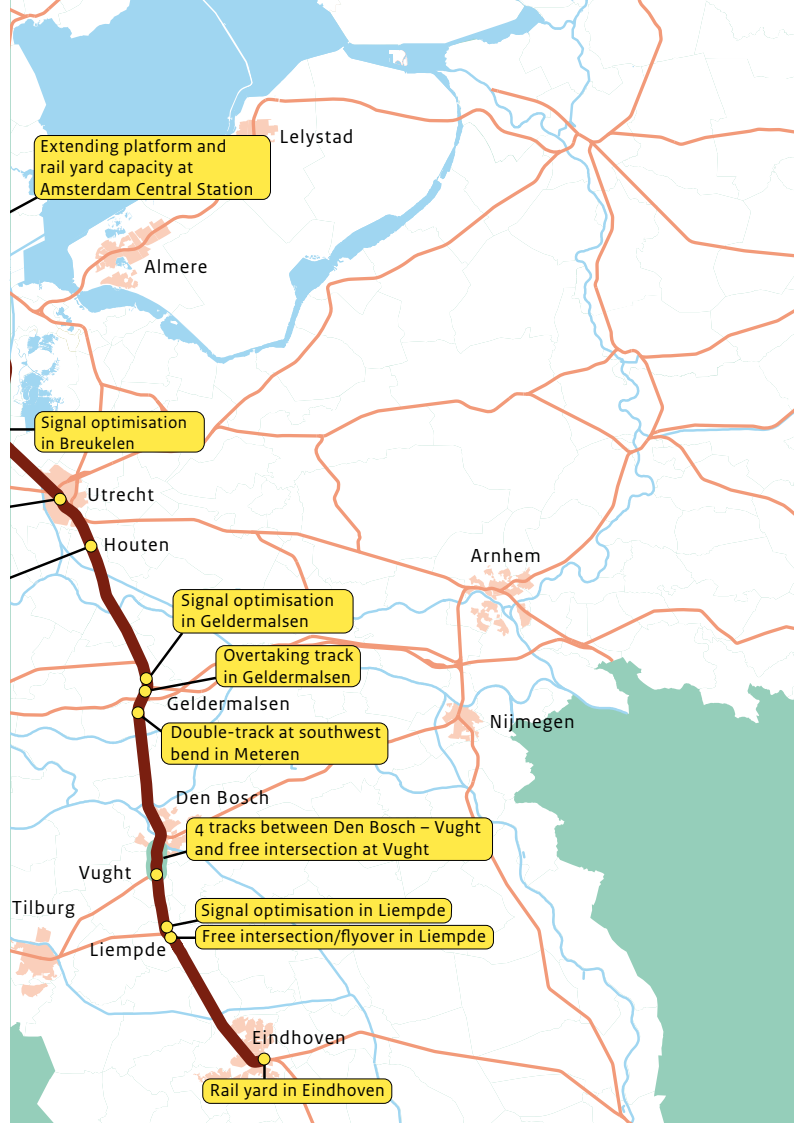 Lelystad
Extending platform and
rail yard capacity at
Amsterdam Central Station
Almere
Signal optimisation
in Breukelen
Utrecht
Houten
Arnhem
Signal optimisation
in Geldermalsen
Overtaking track
in Geldermalsen
Geldermalsen
Nijmegen
Double-track at southwest
bend in Meteren
Den Bosch
4 tracks between Den Bosch – Vught
and free intersection at Vught
Vught
Tilburg
Signal optimisation in Liempde
Free intersection/flyover in Liempde
Liempde
Eindhoven
Rail yard in Eindhoven